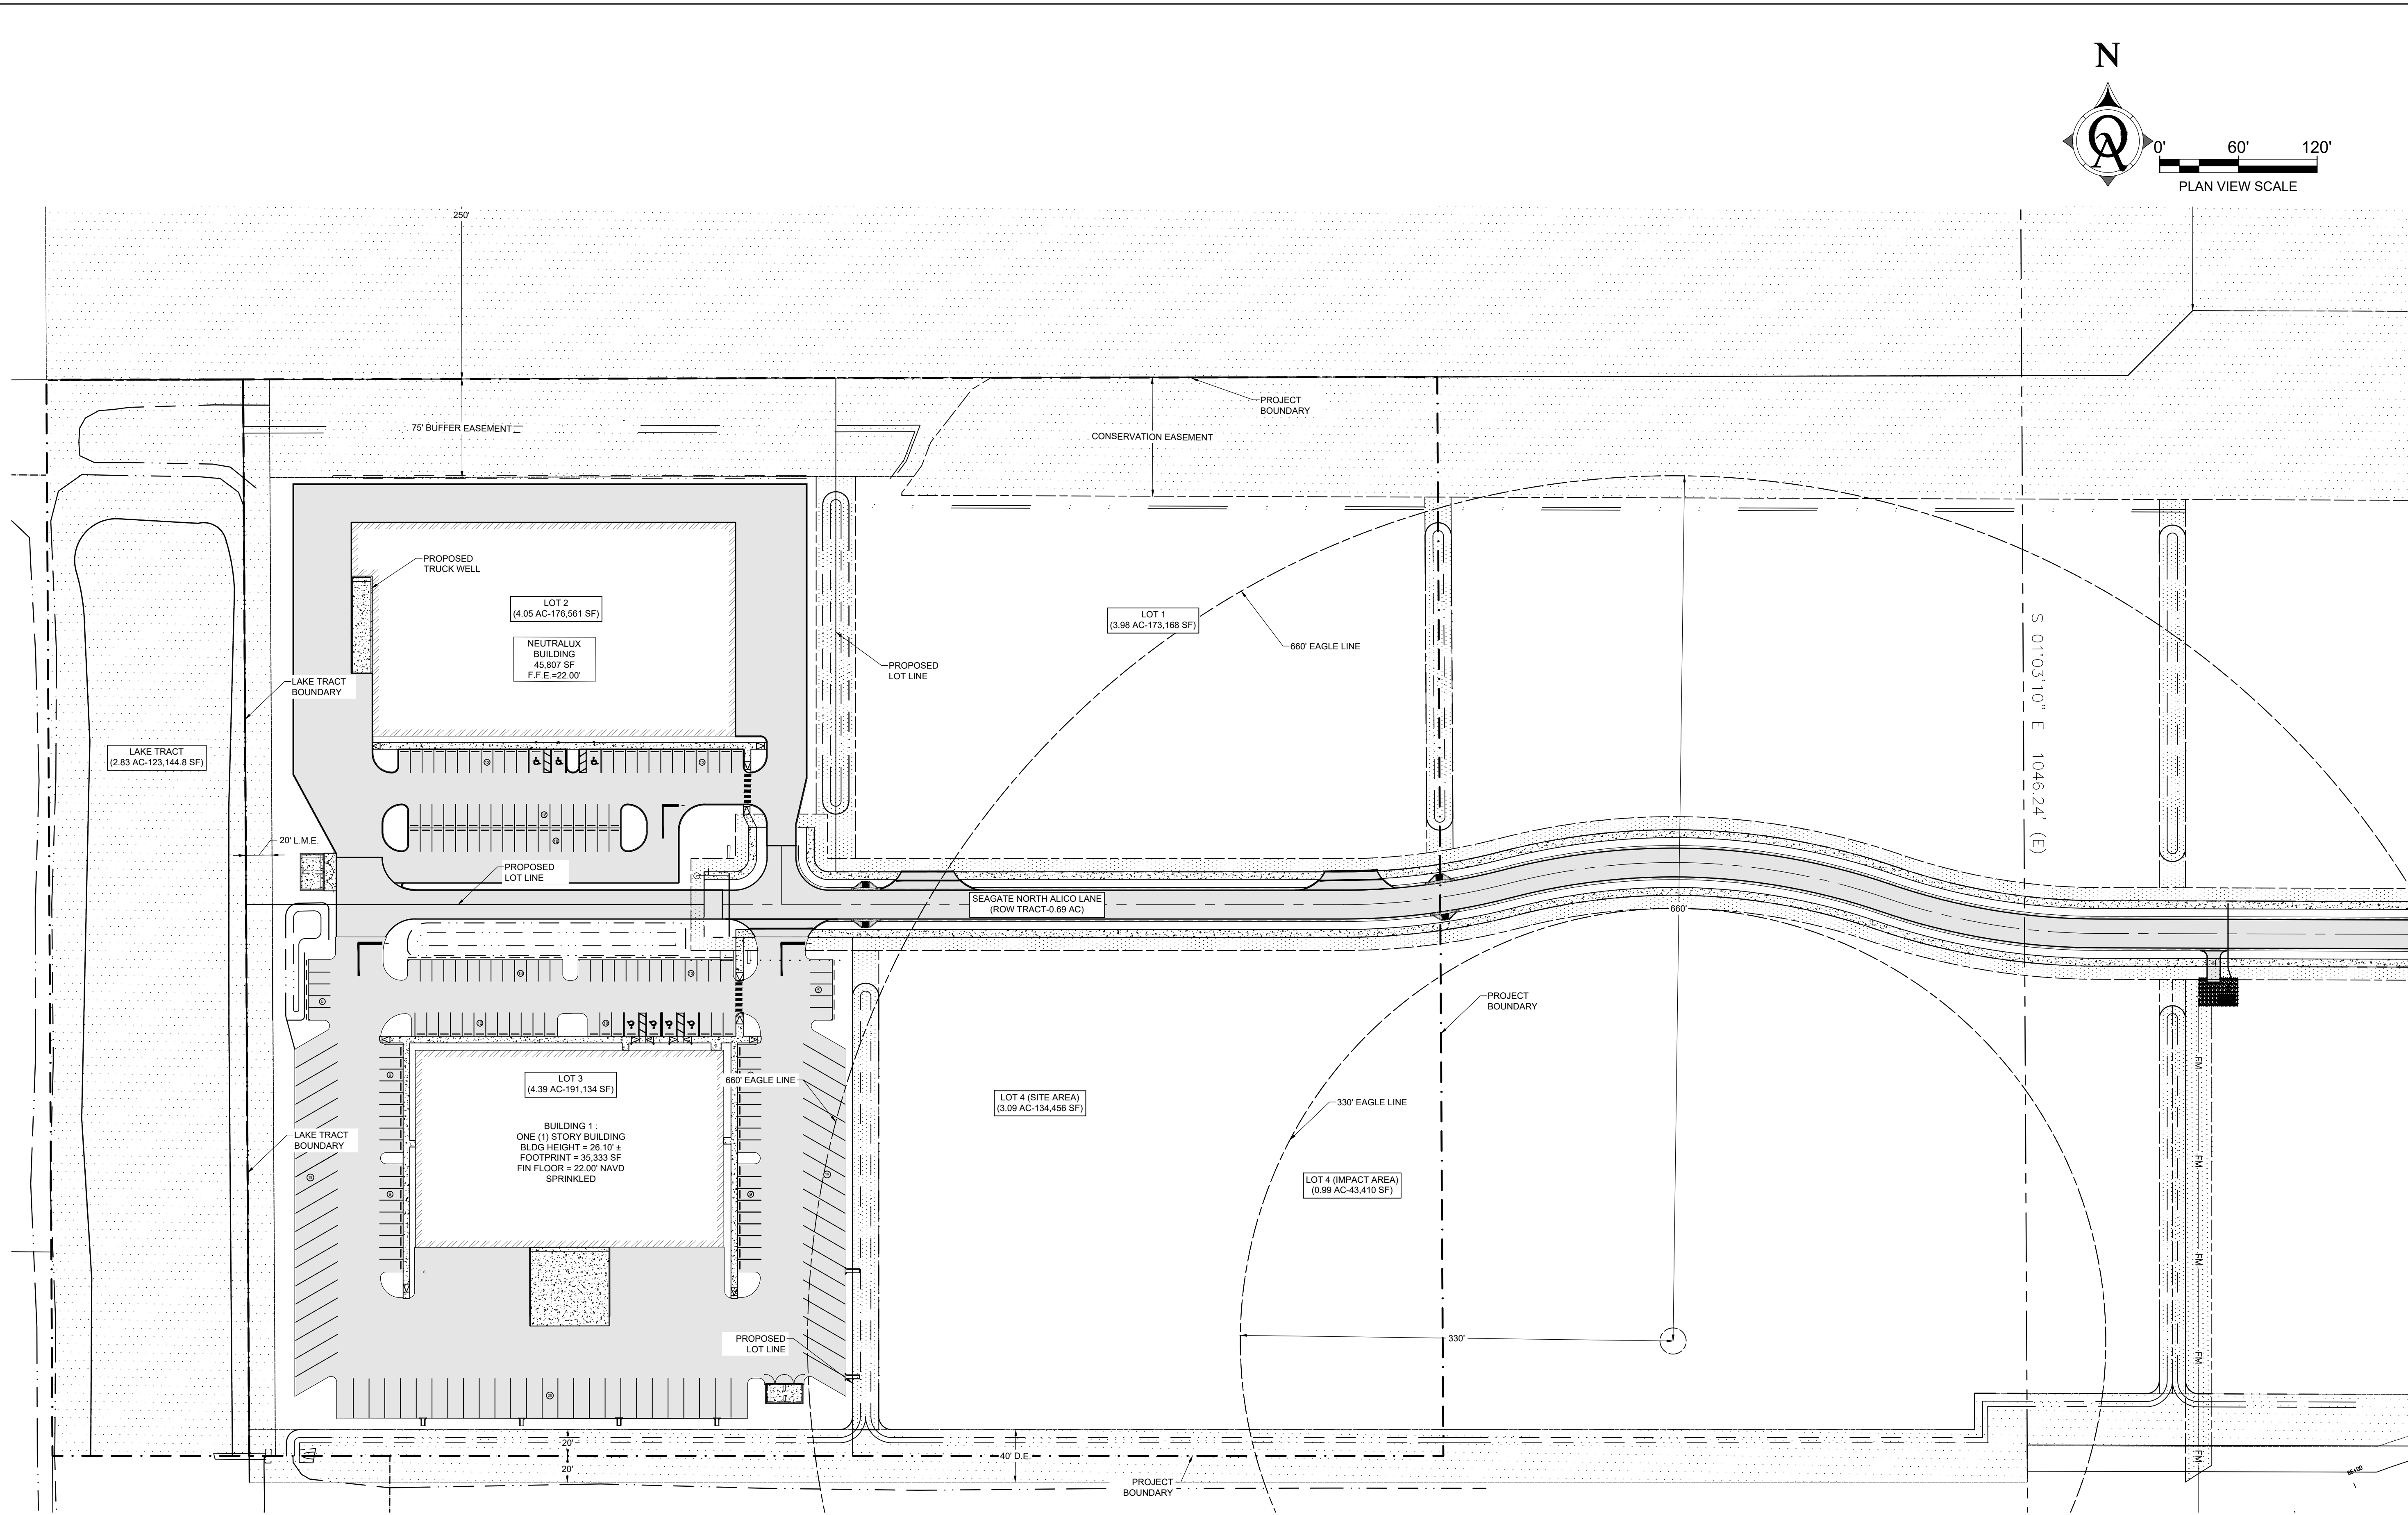 N
0'
60'
120'
PLAN VIEW SCALE
250'
PROJECT
BOUNDARY
75' BUFFER EASEMENT
CONSERVATION EASEMENT
PROPOSED
TRUCK WELL
LOT 2
(4.05 AC-176,561 SF)
NEUTRALUX
BUILDING
45,807 SF
F.F.E.=22.00'
LOT 1
(3.98 AC-173,168 SF)
660' EAGLE LINE
PROPOSED
LOT LINE
LAKE TRACT
BOUNDARY
LAKE TRACT
(2.83 AC-123,144.8 SF)
S 01°03'10" E 1046.24' (E)
20' L.M.E.
PROPOSED
LOT LINE
SEAGATE NORTH ALICO LANE
(ROW TRACT-0.69 AC)
660'
PROJECT
BOUNDARY
LOT 3
(4.39 AC-191,134 SF)
660' EAGLE LINE
LOT 4 (SITE AREA)
(3.09 AC-134,456 SF)
330' EAGLE LINE
BUILDING 1 :
ONE (1) STORY BUILDING
BLDG HEIGHT = 26.10' ±
FOOTPRINT = 35,333 SF
FIN FLOOR = 22.00' NAVD
SPRINKLED
LAKE TRACT
BOUNDARY
LOT 4 (IMPACT AREA)
(0.99 AC-43,410 SF)
FM
FM
FM
FM
FM
PROPOSED
LOT LINE
330'
20'
20'
40' D.E.
PROJECT
BOUNDARY